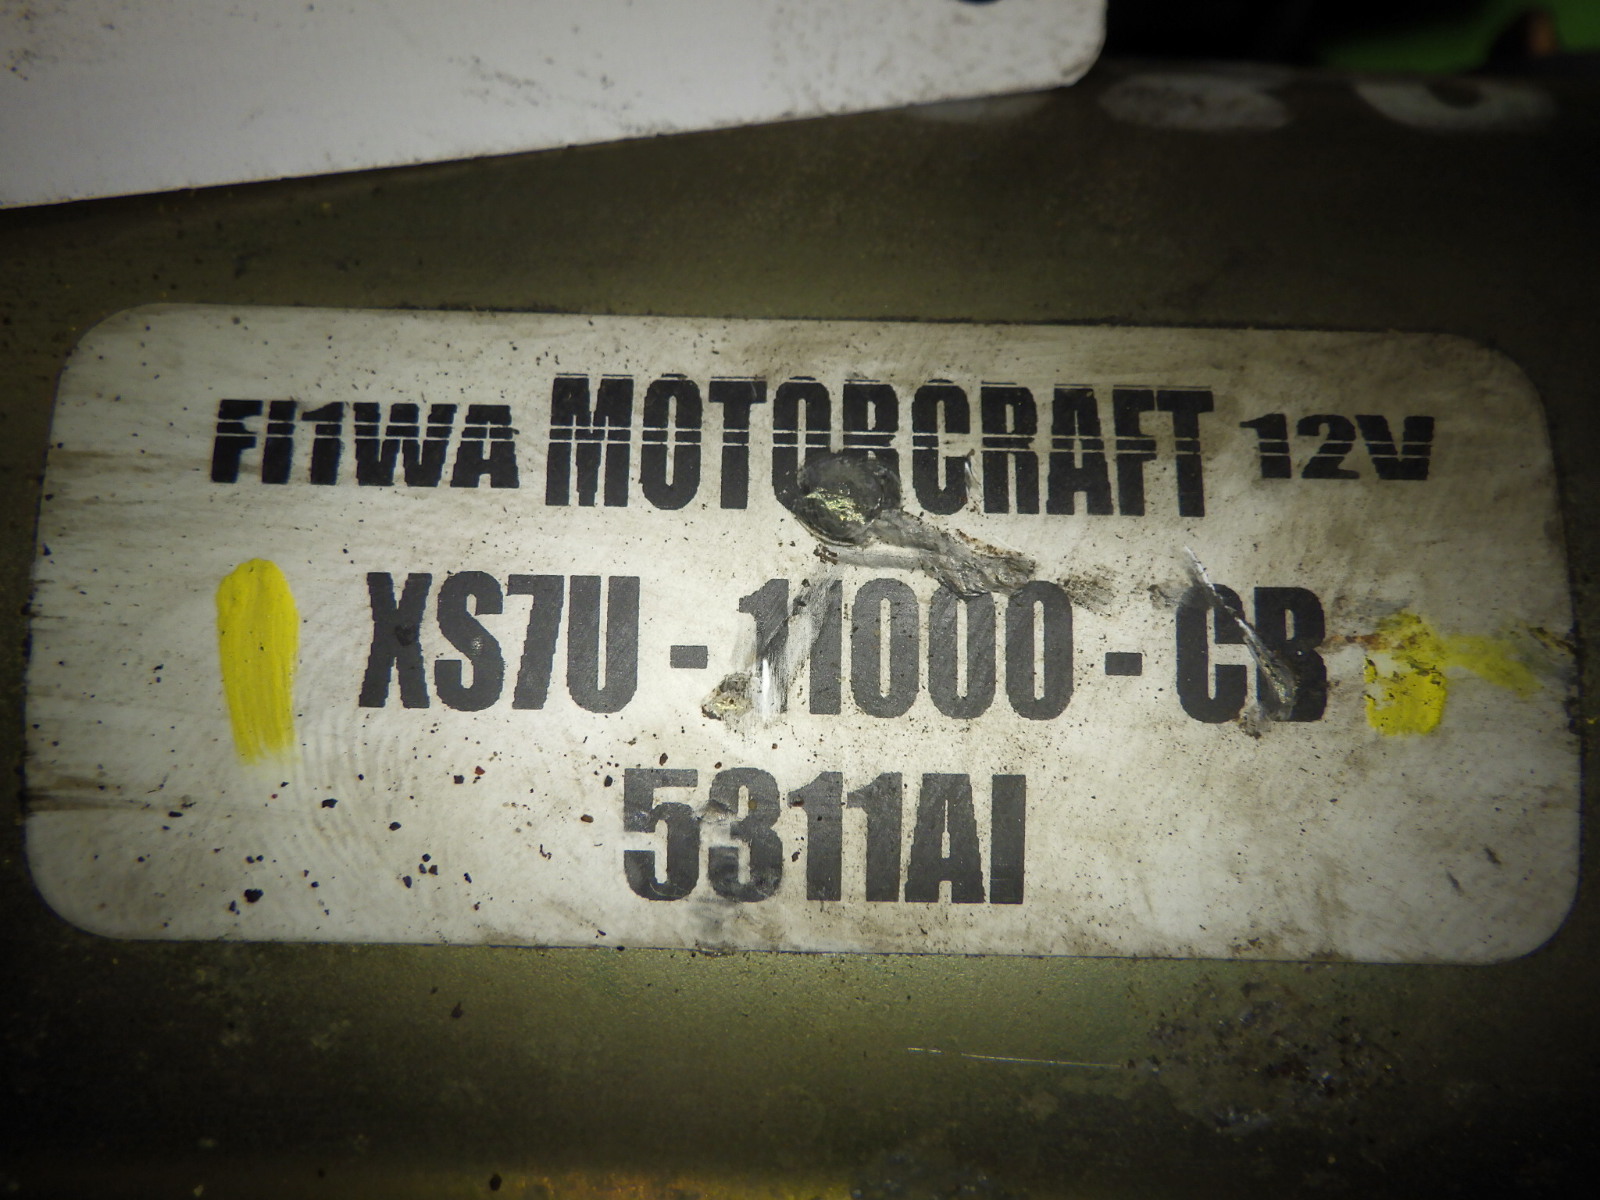 FI1WA MOTORCRAFT 12V
XS7U - 11000 - CB
5311AI